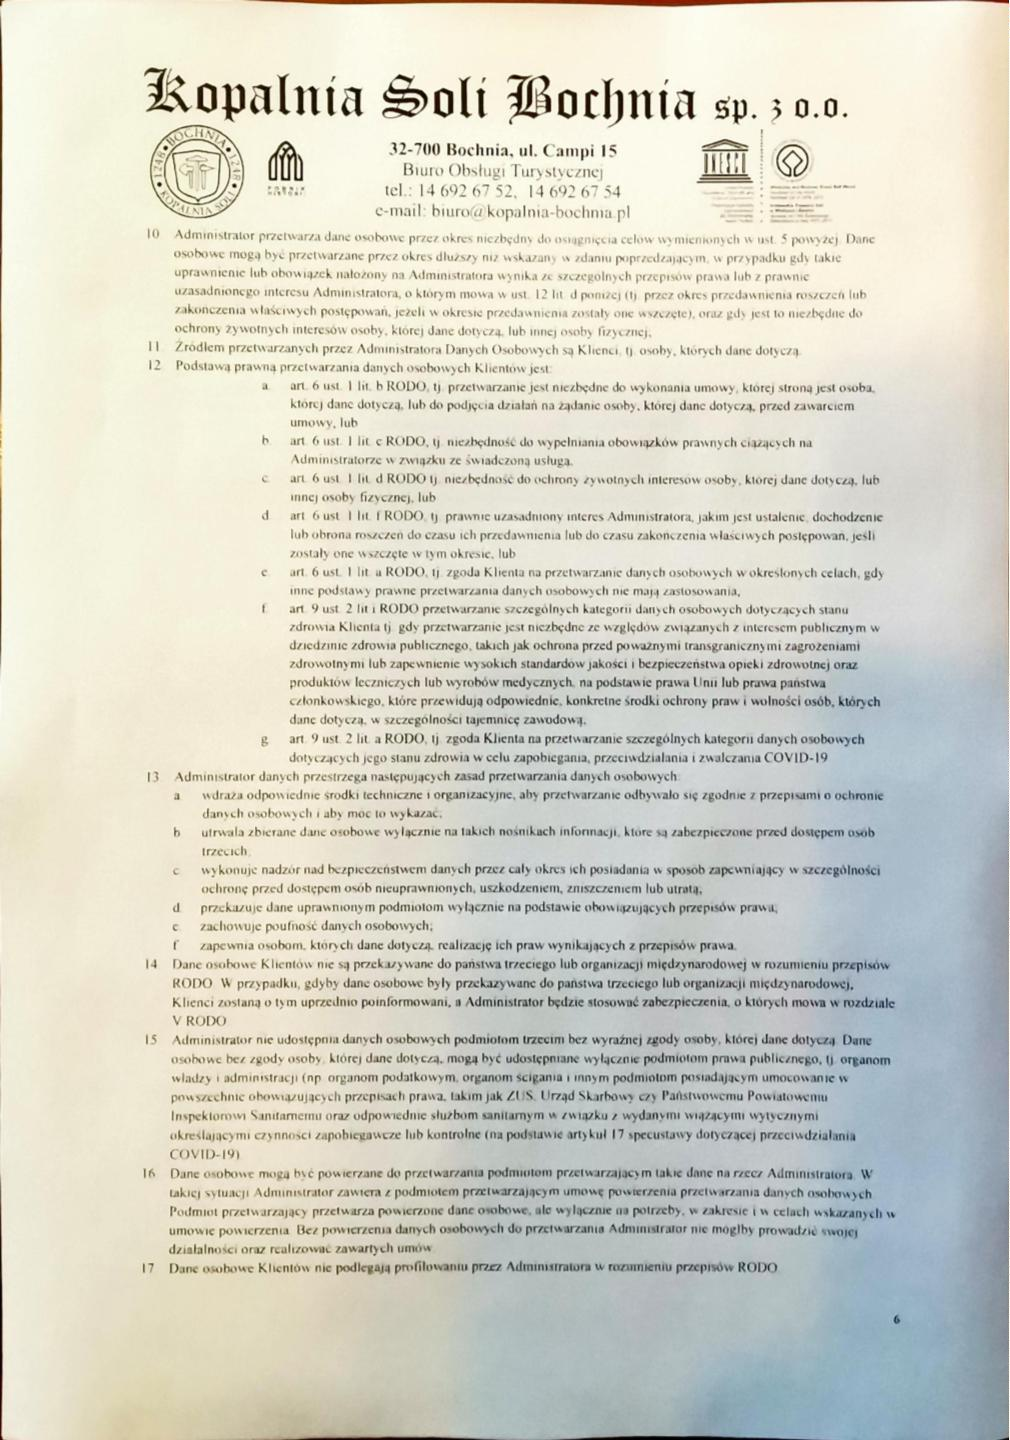 Kopalnia Soli Bochnia sp. z o.o.
BOCHNIA 1248 KOPALNIA SOLI 1248
32-700 Bochnia, ul. Campi 15
Biuro Obsługi Turystycznej
tel.: 14 692 67 52, 14 692 67 54
e-mail: biuro@kopalnia-bochnia.pl
UNESCO
10 Administrator przetwarza dane osobowe przez okres niezbędny do osiągnięcia celów wymienionych w ust. 5 powyżej. Dane
osobowe mogą być przetwarzane przez okres dłuższy niż wskazany w zdaniu poprzedzającym, w przypadku gdy takie
uprawnienie lub obowiązek nałożony na Administratora wynika ze szczególnych przepisów prawa lub z prawnie
uzasadnionego interesu Administratora, o którym mowa w ust. 12 lit. d poniżej (tj. przez okres przedawnienia roszczeń lub
zakończenia właściwych postępowań, jeżeli w okresie przedawnienia zostały one wszczęte), oraz gdy jest to niezbędne do
ochrony żywotnych interesów osoby, której dane dotyczą, lub innej osoby fizycznej;
11 Źródłem przetwarzanych przez Administratora Danych Osobowych są Klienci, tj. osoby, których dane dotyczą.
12 Podstawą prawną przetwarzania danych osobowych Klientów jest:
a. art. 6 ust. 1 lit. b RODO, tj. przetwarzanie jest niezbędne do wykonania umowy, której stroną jest osoba,
której dane dotyczą, lub do podjęcia działań na żądanie osoby, której dane dotyczą, przed zawarciem
umowy, lub
b. art. 6 ust. 1 lit. c RODO, tj. niezbędność do wypełniania obowiązków prawnych ciążących na
Administratorze w związku ze świadczoną usługą,
c. art. 6 ust. 1 lit. d RODO tj. niezbędność do ochrony żywotnych interesów osoby, której dane dotyczą, lub
innej osoby fizycznej, lub
d. art. 6 ust. 1 lit. f RODO, tj. prawnie uzasadniony interes Administratora, jakim jest ustalenie, dochodzenie
lub obrona roszczeń do czasu ich przedawnienia lub do czasu zakończenia właściwych postępowań, jeśli
zostały one wszczęte w tym okresie, lub
e. art. 6 ust. 1 lit. a RODO, tj. zgoda Klienta na przetwarzanie danych osobowych w określonych celach, gdy
inne podstawy prawne przetwarzania danych osobowych nie mają zastosowania,
f. art. 9 ust. 2 lit i RODO przetwarzanie szczególnych kategorii danych osobowych dotyczących stanu
zdrowia Klienta tj. gdy przetwarzanie jest niezbędne ze względów związanych z interesem publicznym w
dziedzinie zdrowia publicznego, takich jak ochrona przed poważnymi transgranicznymi zagrożeniami
zdrowotnymi lub zapewnienie wysokich standardów jakości i bezpieczeństwa opieki zdrowotnej oraz
produktów leczniczych lub wyrobów medycznych, na podstawie prawa Unii lub prawa państwa
członkowskiego, które przewidują odpowiednie, konkretne środki ochrony praw i wolności osób, których
dane dotyczą, w szczególności tajemnicę zawodową,
g. art. 9 ust. 2 lit. a RODO, tj. zgoda Klienta na przetwarzanie szczególnych kategorii danych osobowych
dotyczących jego stanu zdrowia w celu zapobiegania, przeciwdziałania i zwalczania COVID-19
13 Administrator danych przestrzega następujących zasad przetwarzania danych osobowych:
a. wdraża odpowiednie środki techniczne i organizacyjne, aby przetwarzanie odbywało się zgodnie z przepisami o ochronie
danych osobowych i aby móc to wykazać;
b. utrwala zbierane dane osobowe wyłącznie na takich nośnikach informacji, które są zabezpieczone przed dostępem osób
trzecich;
c. wykonuje nadzór nad bezpieczeństwem danych przez cały okres ich posiadania w sposób zapewniający w szczególności
ochronę przed dostępem osób nieuprawnionych, uszkodzeniem, zniszczeniem lub utratą;
d. przekazuje dane uprawnionym podmiotom wyłącznie na podstawie obowiązujących przepisów prawa;
e. zachowuje poufność danych osobowych;
f. zapewnia osobom, których dane dotyczą, realizację ich praw wynikających z przepisów prawa.
14 Dane osobowe Klientów nie są przekazywane do państwa trzeciego lub organizacji międzynarodowej w rozumieniu przepisów
RODO. W przypadku, gdyby dane osobowe były przekazywane do państwa trzeciego lub organizacji międzynarodowej,
Klienci zostaną o tym uprzednio poinformowani, a Administrator będzie stosować zabezpieczenia, o których mowa w rozdziale
V RODO
15 Administrator nie udostępnia danych osobowych podmiotom trzecim bez wyraźnej zgody osoby, której dane dotyczą. Dane
osobowe bez zgody osoby, której dane dotyczą, mogą być udostępniane wyłącznie podmiotom prawa publicznego, tj. organom
władzy i administracji (np. organom podatkowym, organom ścigania i innym podmiotom posiadającym umocowanie w
powszechnie obowiązujących przepisach prawa, takim jak ZUS, Urząd Skarbowy czy Państwowemu Powiatowemu
Inspektorowi Sanitarnemu oraz odpowiednie służbom sanitarnym w związku z wydanymi wiążącymi wytycznymi
określającymi czynności zapobiegawcze lub kontrolne (na podstawie artykuł 17 specustawy dotyczącej przeciwdziałania
COVID-19)
16 Dane osobowe mogą być powierzane do przetwarzania podmiotom przetwarzającym takie dane na rzecz Administratora. W
takiej sytuacji Administrator zawiera z podmiotem przetwarzającym umowę powierzenia przetwarzania danych osobowych.
Podmiot przetwarzający przetwarza powierzone dane osobowe, ale wyłącznie na potrzeby, w zakresie i w celach wskazanych w
umowie powierzenia. Bez powierzenia danych osobowych do przetwarzania Administrator nie mógłby prowadzić swojej
działalności oraz realizować zawartych umów.
17 Dane osobowe Klientów nie podlegają profilowaniu przez Administratora w rozumieniu przepisów RODO.
6